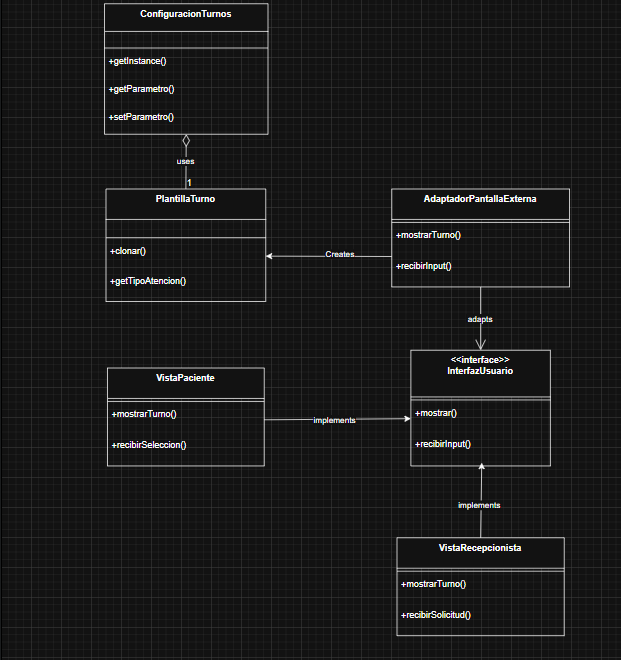 ConfiguracionTurnos
+getInstance()
+getParametro()
+setParametro()
uses
1
PlantillaTurno
+clonar()
+getTipoAtencion()
Creates
AdaptadorPantallaExterna
+mostrarTurno()
+recibirInput()
adapts
<<interface>>
InterfazUsuario
+mostrar()
+recibirInput()
VistaPaciente
+mostrarTurno()
+recibirSeleccion()
implements
implements
VistaRecepcionista
+mostrarTurno()
+recibirSolicitud()